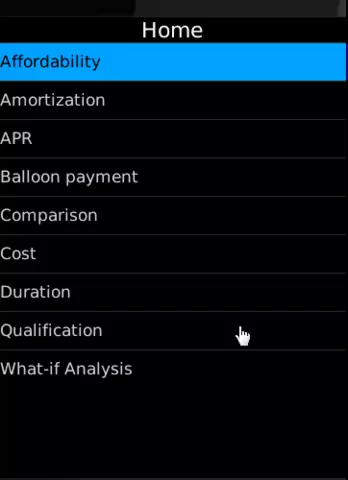 Home
Affordability
Amortization
APR
Balloon payment
Comparison
Cost
Duration
Qualification
What-if Analysis